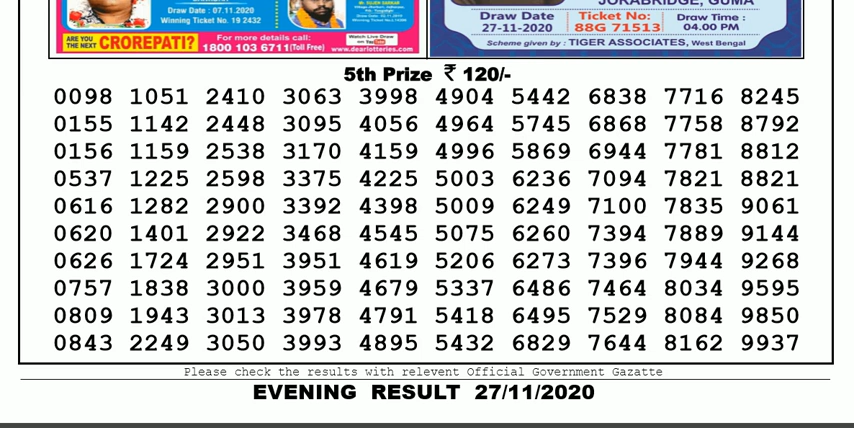 Draw Date : 07.11.2020
Winning Ticket No. 19 2432
ARE YOU THE NEXT CROREPATI?
For more details call:
1800 103 6711(Toll Free)
Watch Live Draw
YouTube
www.dearlotteries.com
JORABRIDGE, GUMA
Draw Date
27-11-2020
Ticket No:
88G 71513
Draw Time :
04.00 PM
Scheme given by : TIGER ASSOCIATES, West Bengal
5th Prize ₹ 120/-
0098 1051 2410 3063 3998 4904 5442 6838 7716 8245
0155 1142 2448 3095 4056 4964 5745 6868 7758 8792
0156 1159 2538 3170 4159 4996 5869 6944 7781 8812
0537 1225 2598 3375 4225 5003 6236 7094 7821 8821
0616 1282 2900 3392 4398 5009 6249 7100 7835 9061
0620 1401 2922 3468 4545 5075 6260 7394 7889 9144
0626 1724 2951 3951 4619 5206 6273 7396 7944 9268
0757 1838 3000 3959 4679 5337 6486 7464 8034 9595
0809 1943 3013 3978 4791 5418 6495 7529 8084 9850
0843 2249 3050 3993 4895 5432 6829 7644 8162 9937
Please check the results with relevent Official Government Gazatte
EVENING RESULT 27/11/2020